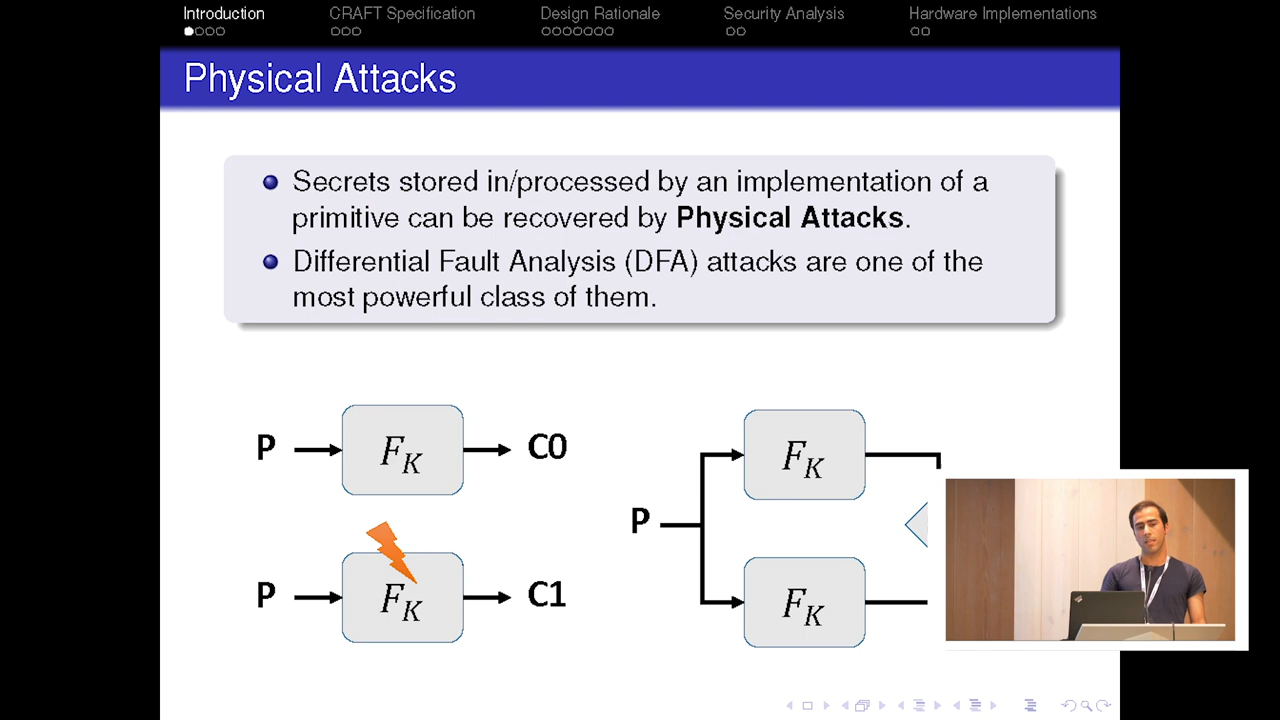 Introduction CRAFT Specification Design Rationale Security Analysis Hardware Implementations
Physical Attacks
Secrets stored in/processed by an implementation of a
primitive can be recovered by Physical Attacks.
Differential Fault Analysis (DFA) attacks are one of the
most powerful class of them.
P F_K C0
P F_K C1
F_K
P
F_K